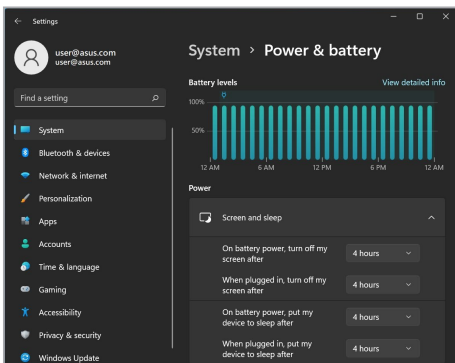 Settings
user@asus.com
user@asus.com
Find a setting
System
Bluetooth & devices
Network & internet
Personalization
Apps
Accounts
Time & language
Gaming
Accessibility
Privacy & security
Windows Update
System > Power & battery
Battery levels
View detailed info
100%
50%
12 AM 6 AM 12 PM 6 PM 12 AM
Power
Screen and sleep
On battery power, turn off my
screen after
4 hours
When plugged in, turn off my
screen after
4 hours
On battery power, put my
device to sleep after
4 hours
When plugged in, put my
device to sleep after
4 hours